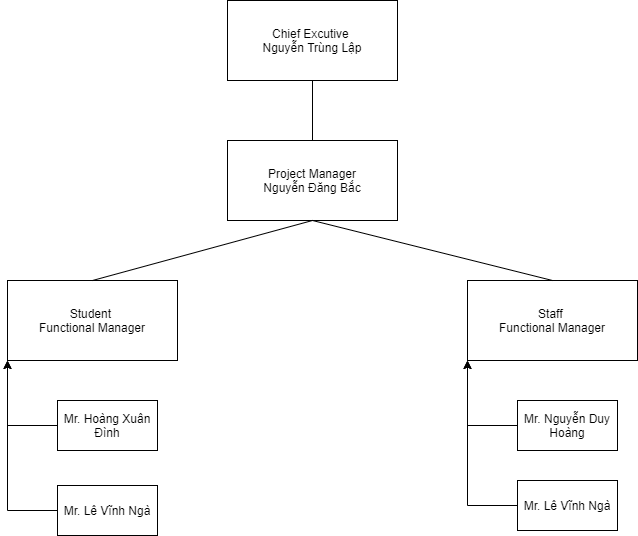 Chief Excutive
Nguyễn Trùng Lập
Project Manager
Nguyễn Đăng Bắc
Student
Functional Manager
Staff
Functional Manager
Mr. Hoàng Xuân
Đình
Mr. Nguyễn Duy
Hoàng
Mr. Lê Vĩnh Ngà
Mr. Lê Vĩnh Ngà